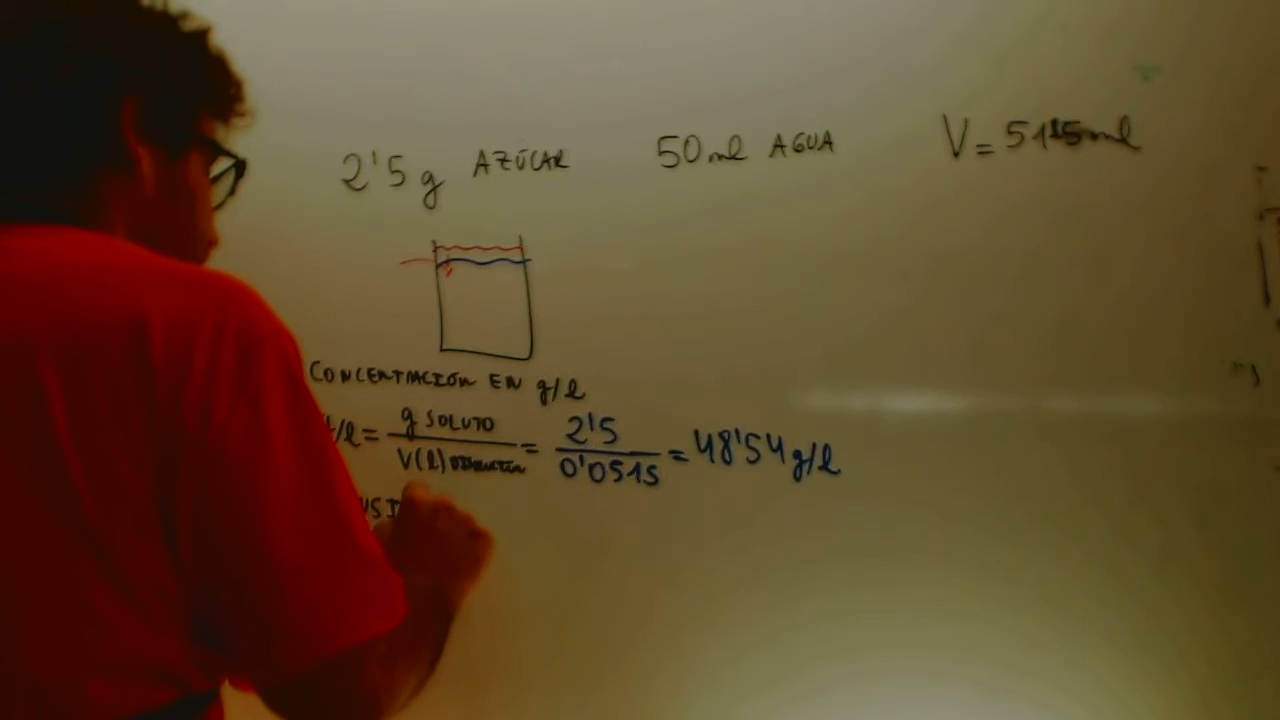 2'5 g AZÚCAR 50 ml AGUA V = 51'5 ml
CONCENTRACIÓN EN g/l
/l = g SOLUTO / V(l) = 2'5 / 0'0515 = 48'54 g/l